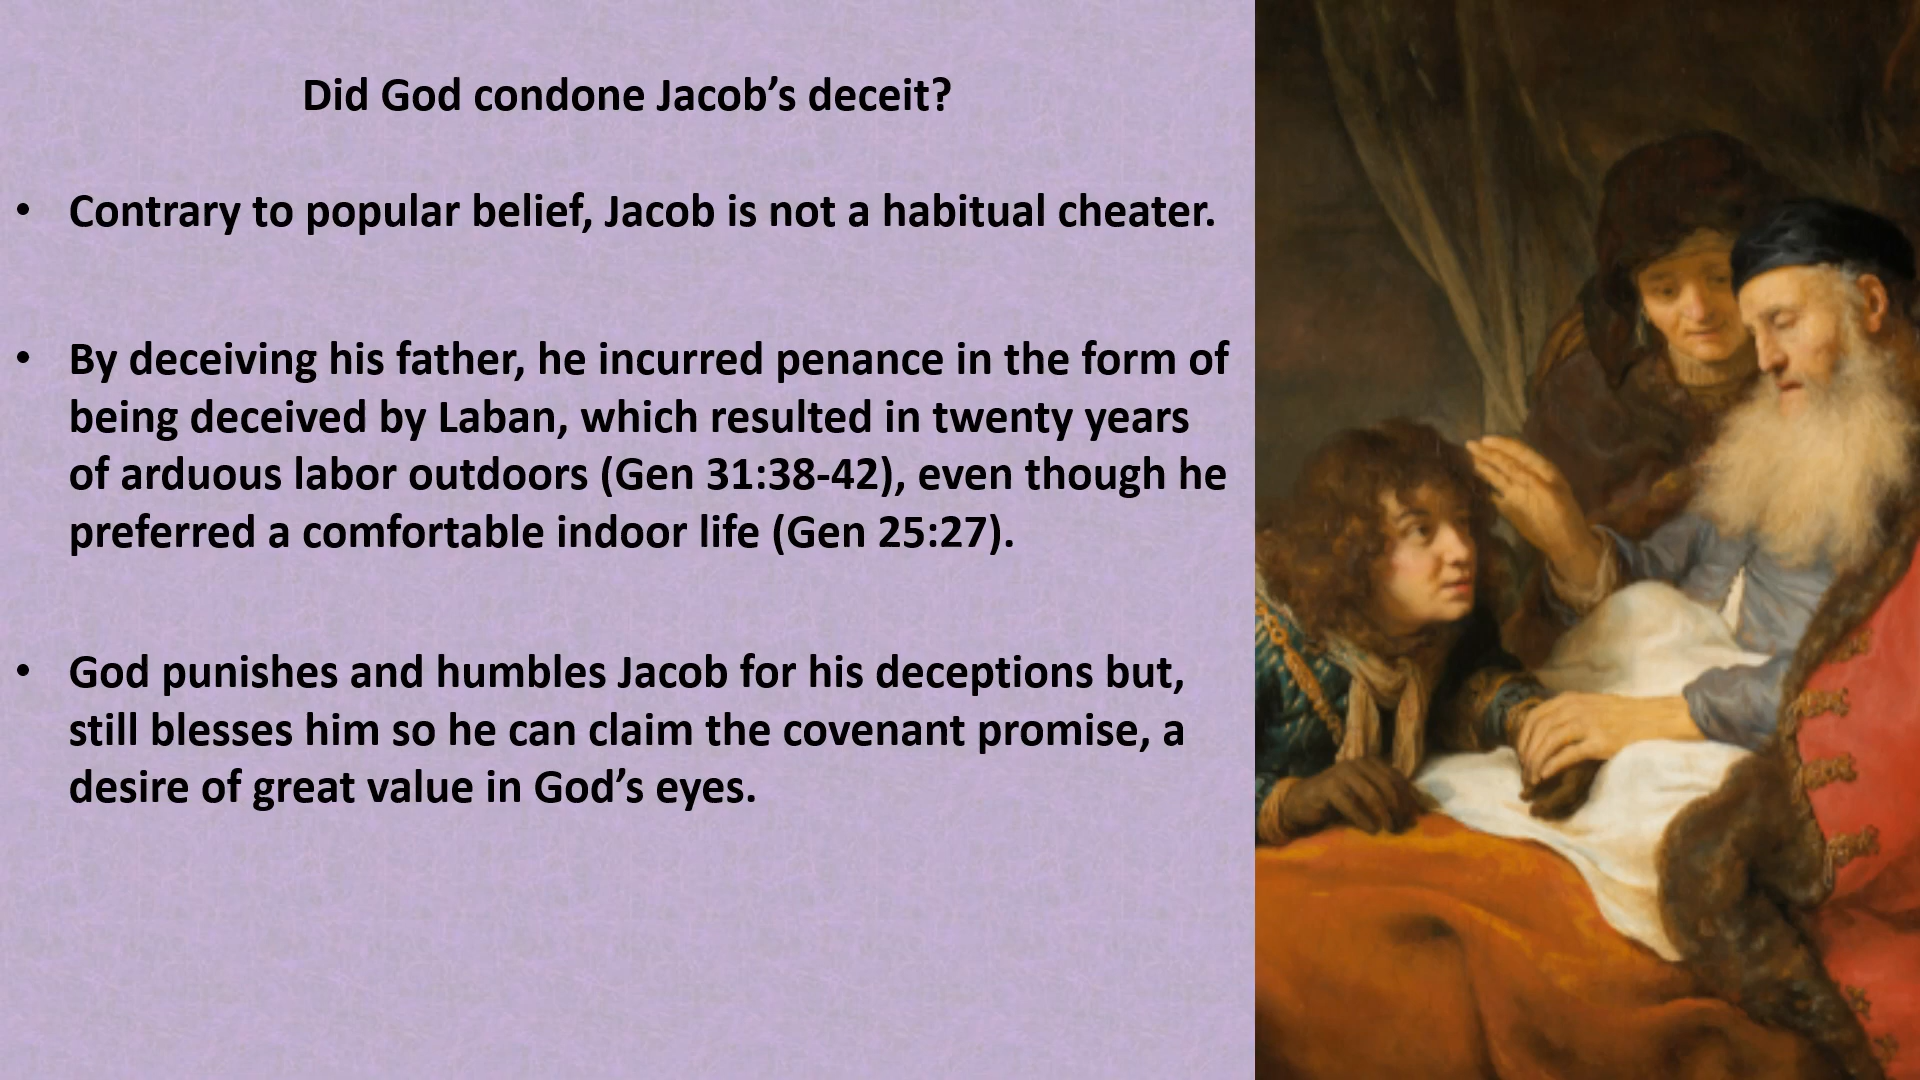 Did God condone Jacob’s deceit?
• Contrary to popular belief, Jacob is not a habitual cheater.
• By deceiving his father, he incurred penance in the form of
being deceived by Laban, which resulted in twenty years
of arduous labor outdoors (Gen 31:38-42), even though he
preferred a comfortable indoor life (Gen 25:27).
• God punishes and humbles Jacob for his deceptions but,
still blesses him so he can claim the covenant promise, a
desire of great value in God’s eyes.